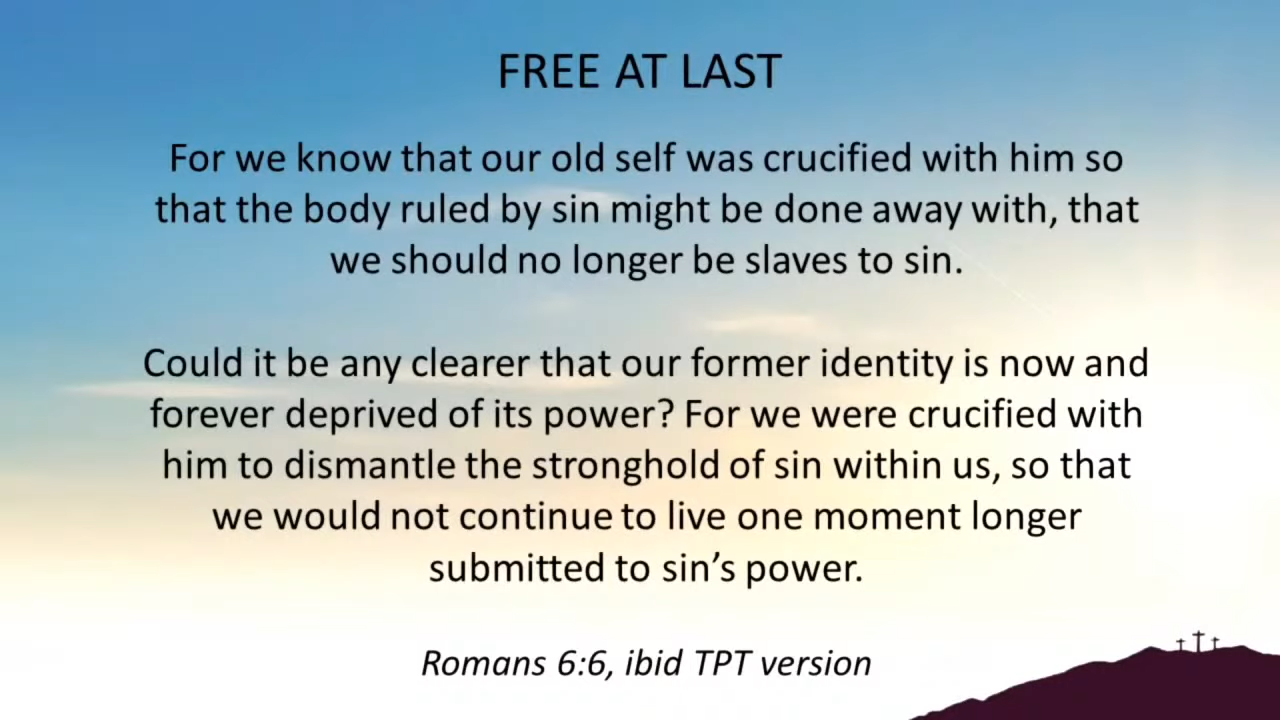 FREE AT LAST
For we know that our old self was crucified with him so
that the body ruled by sin might be done away with, that
we should no longer be slaves to sin.
Could it be any clearer that our former identity is now and
forever deprived of its power? For we were crucified with
him to dismantle the stronghold of sin within us, so that
we would not continue to live one moment longer
submitted to sin’s power.
Romans 6:6, ibid TPT version